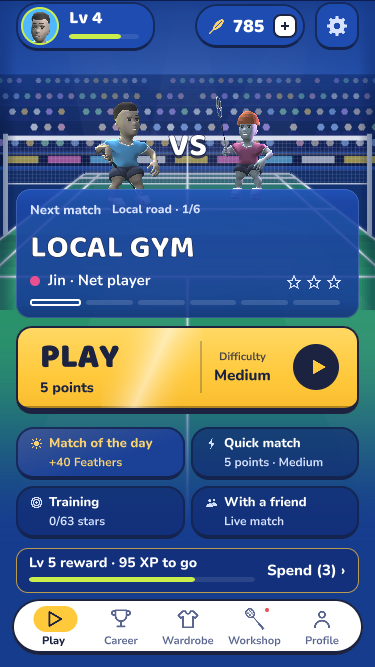 Lv 4
785
+
VS
Next match Local road · 1/6
LOCAL GYM
Jin · Net player
PLAY
5 points
Difficulty
Medium
Match of the day
+40 Feathers
Quick match
5 points · Medium
Training
0/63 stars
With a friend
Live match
Lv 5 reward · 95 XP to go
Spend (3) ›
Play
Career
Wardrobe
Workshop
Profile